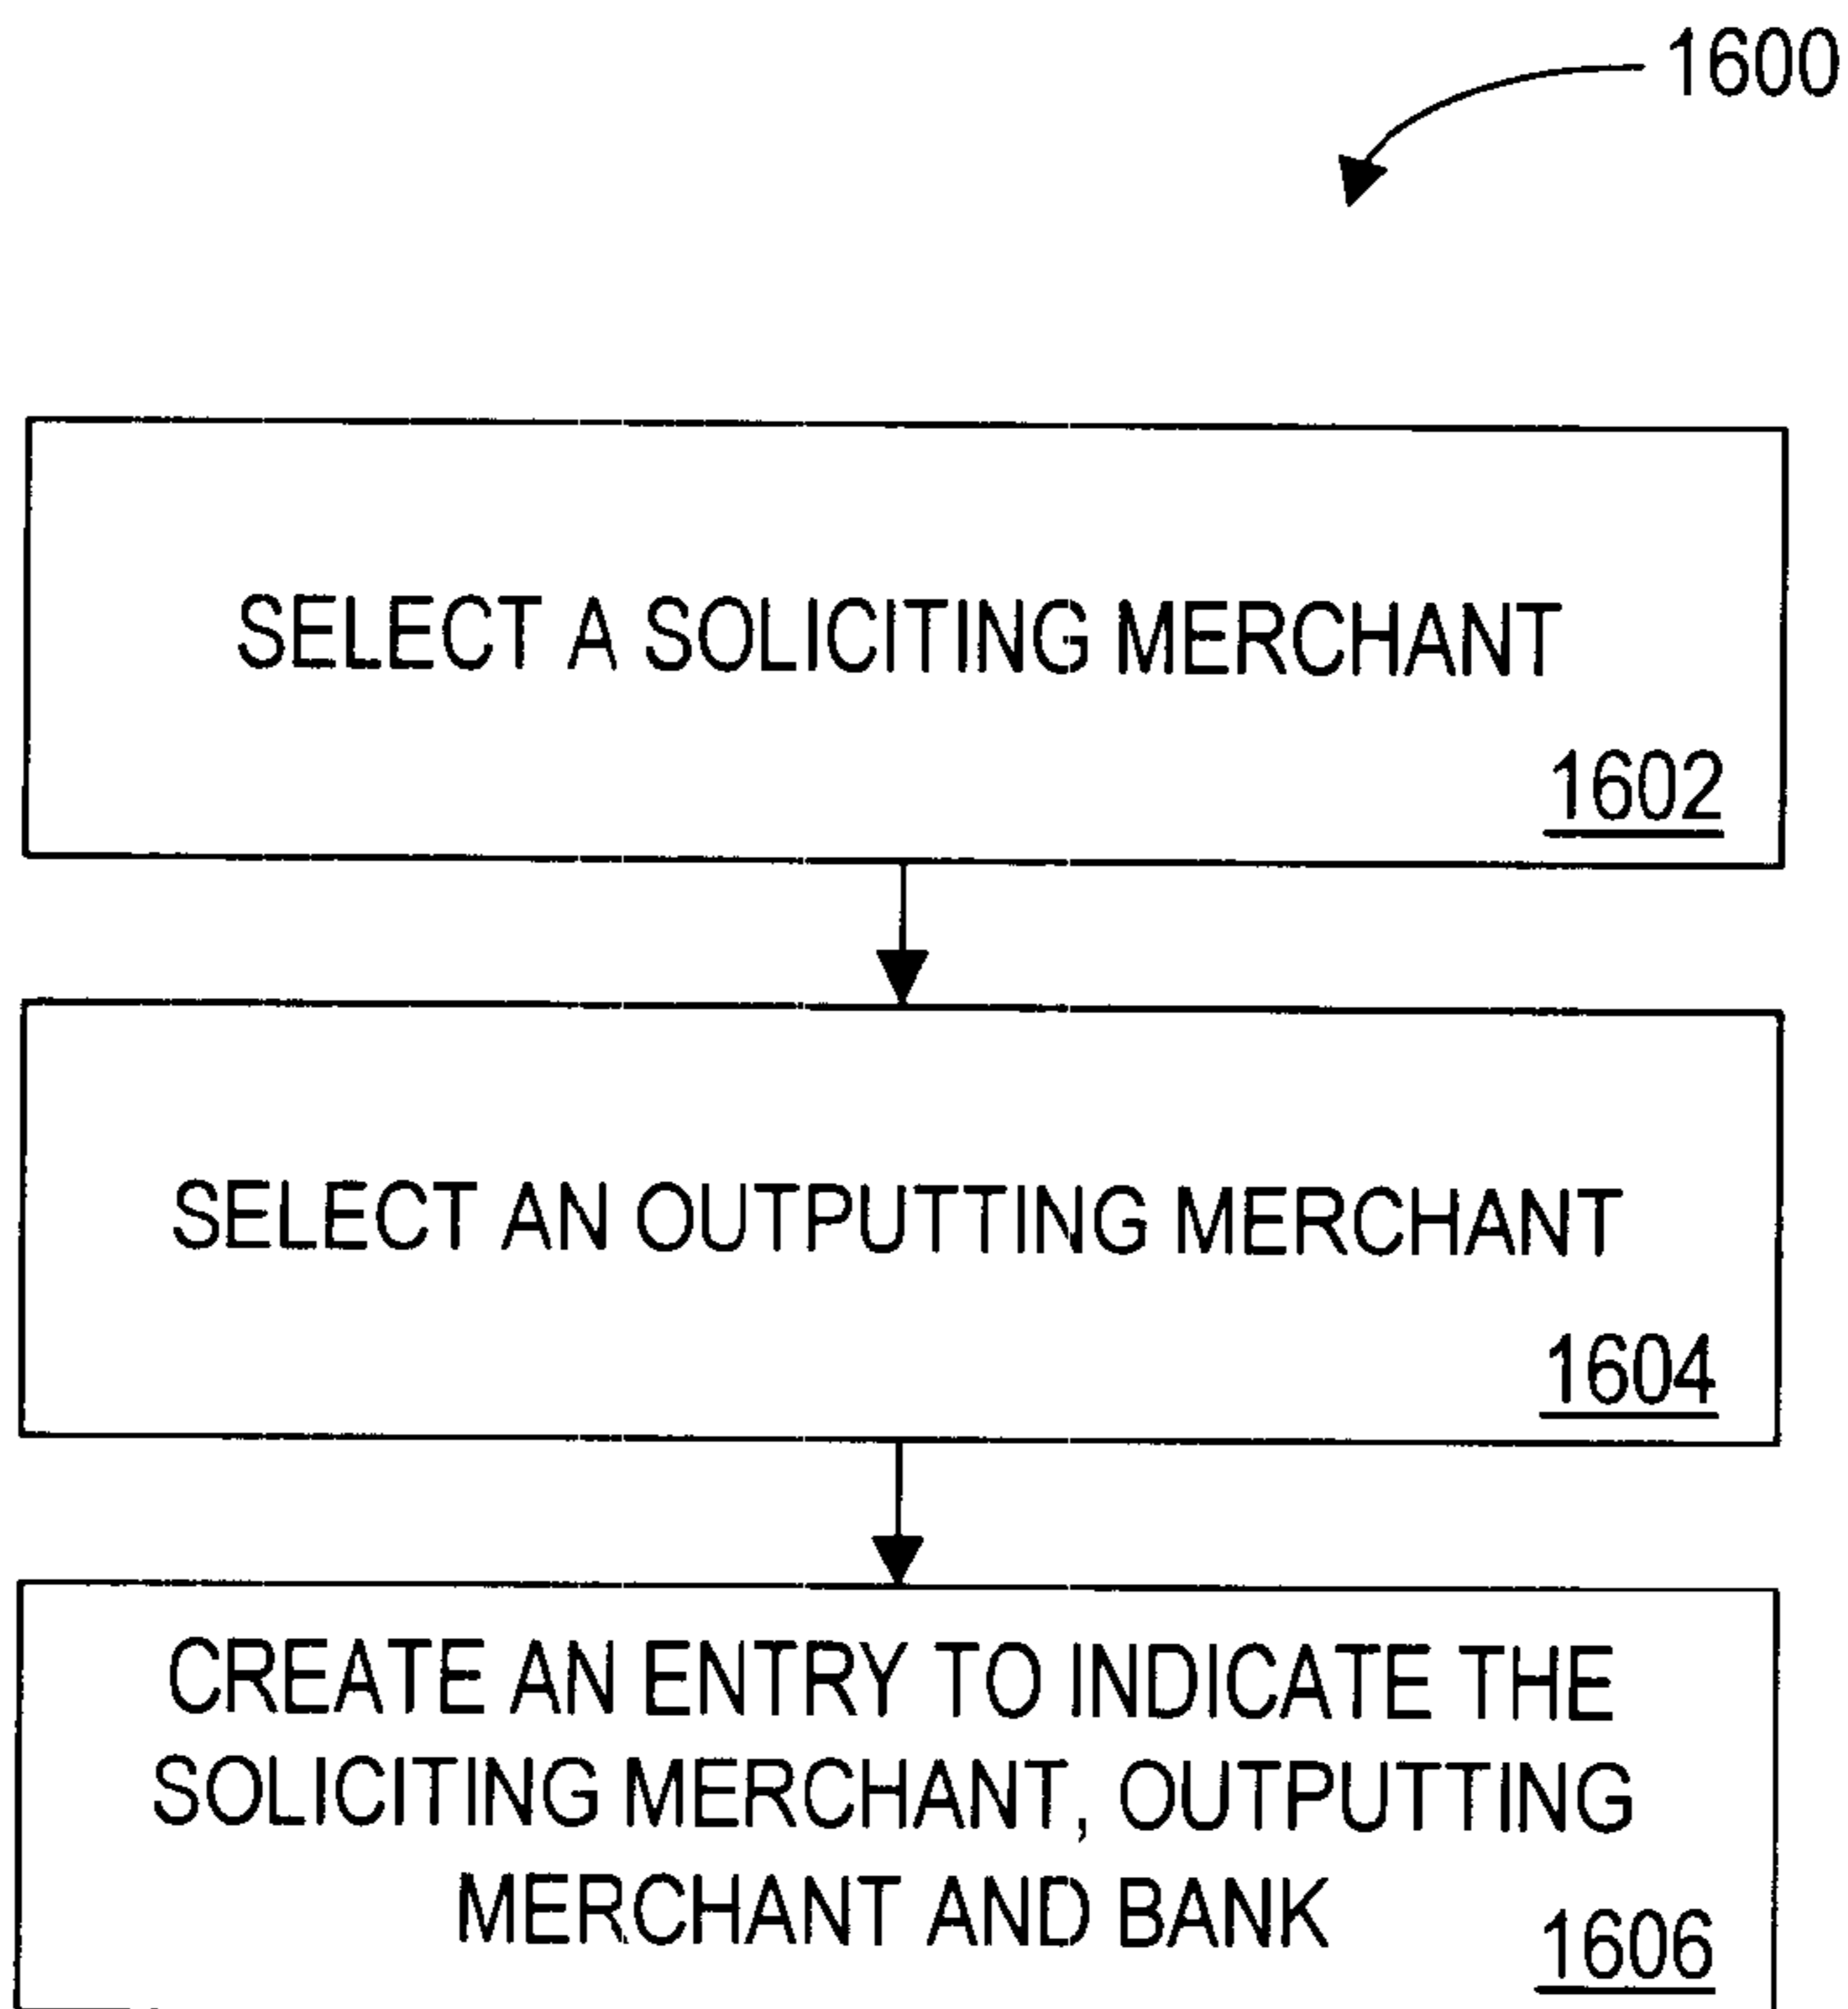 1600
SELECT A SOLICITING MERCHANT
1602
SELECT AN OUTPUTTING MERCHANT
1604
CREATE AN ENTRY TO INDICATE THE
SOLICITING MERCHANT, OUTPUTTING
MERCHANT AND BANK
1606